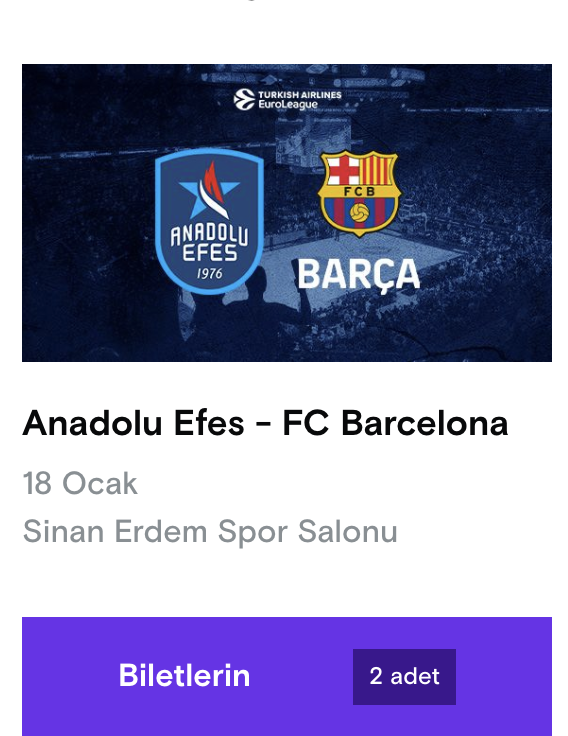 TURKISH AIRLINES
EuroLeague
ANADOLU
EFES
1976
FCB
BARÇA
Anadolu Efes - FC Barcelona
18 Ocak
Sinan Erdem Spor Salonu
Biletlerin
2 adet